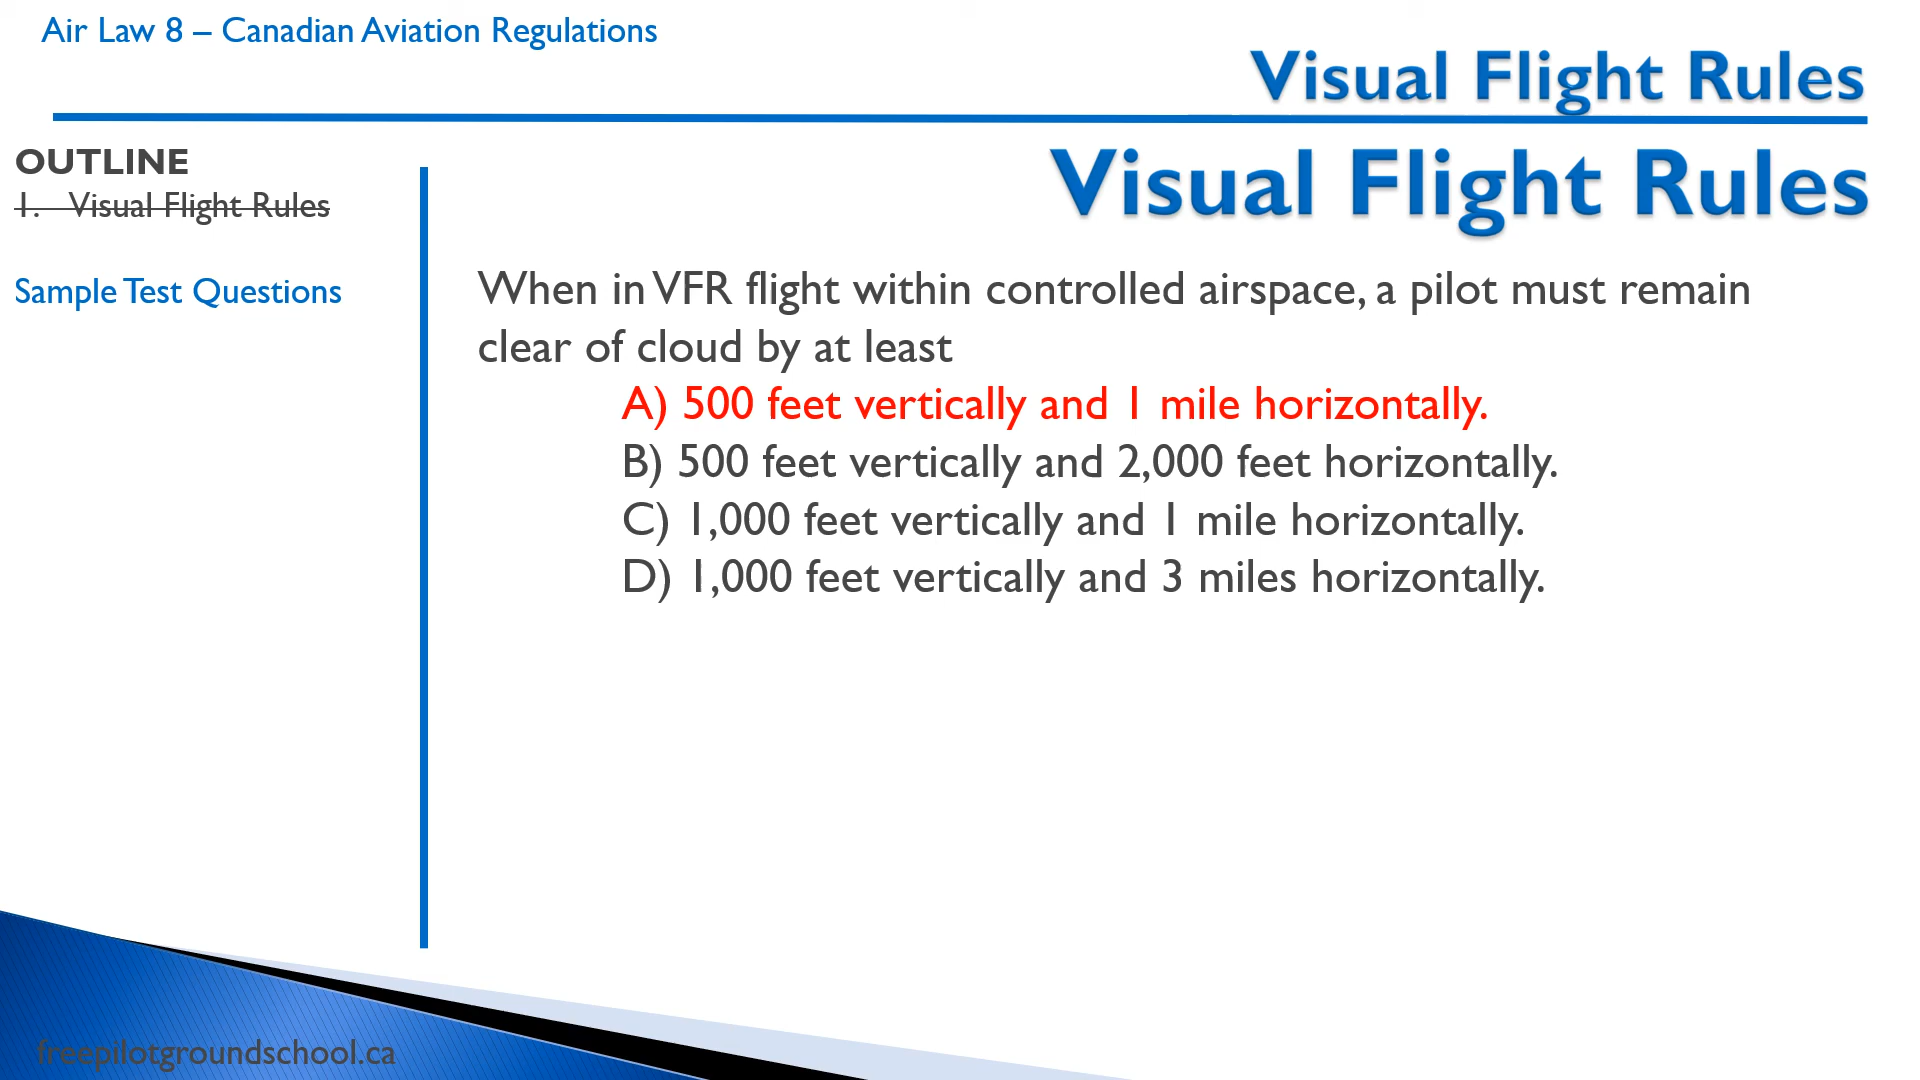 Air Law 8 – Canadian Aviation Regulations
Visual Flight Rules
OUTLINE
1. Visual Flight Rules
Sample Test Questions
Visual Flight Rules
When in VFR flight within controlled airspace, a pilot must remain
clear of cloud by at least
A) 500 feet vertically and 1 mile horizontally.
B) 500 feet vertically and 2,000 feet horizontally.
C) 1,000 feet vertically and 1 mile horizontally.
D) 1,000 feet vertically and 3 miles horizontally.
freepilotgroundschool.ca